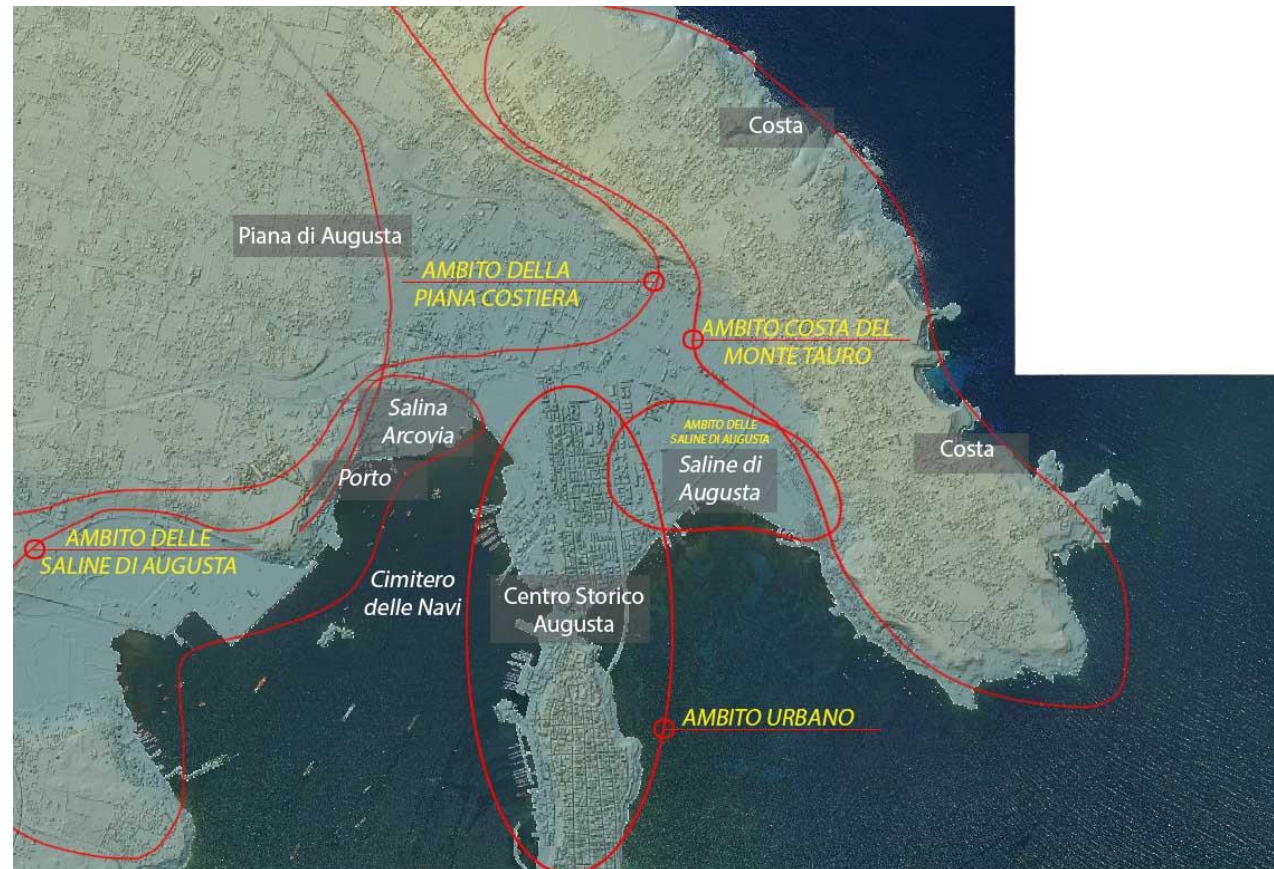 Costa
Piana di Augusta
AMBITO DELLA
PIANA COSTIERA
AMBITO COSTA DEL
MONTE TAURO
Salina
Arcovia
AMBITO DELLE
SALINE DI AUGUSTA
Saline di
Augusta
Costa
Porto
AMBITO DELLE
SALINE DI AUGUSTA
Cimitero
delle Navi
Centro Storico
Augusta
AMBITO URBANO